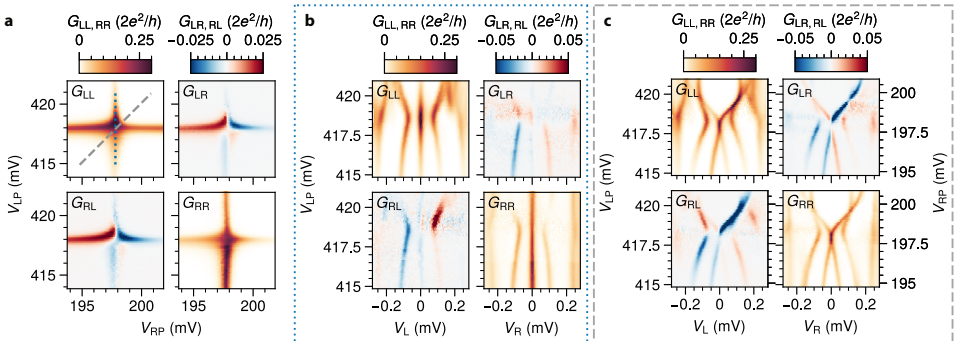 a
G_LL, RR (2e²/h)
0 0.25
G_LR, RL (2e²/h)
-0.025 0.025
0
G_LL
G_LR
G_RL
G_RR
420
417.5
415
420
417.5
415
V_LP (mV)
195 200
195 200
V_RP (mV)
b
G_LL, RR (2e²/h)
0 0.25
G_LR, RL (2e²/h)
-0.05 0.05
0
G_LL
G_LR
G_RL
G_RR
420
417.5
415
420
417.5
415
V_LP (mV)
−0.2 0 0.2
−0.2 0 0.2
V_L (mV)
V_R (mV)
c
G_LL, RR (2e²/h)
0 0.25
G_LR, RL (2e²/h)
-0.05 0.05
0
G_LL
G_LR
G_RL
G_RR
420
417.5
415
420
417.5
415
V_LP (mV)
200
197.5
195
200
197.5
195
V_RP (mV)
−0.2 0 0.2
−0.2 0 0.2
V_L (mV)
V_R (mV)